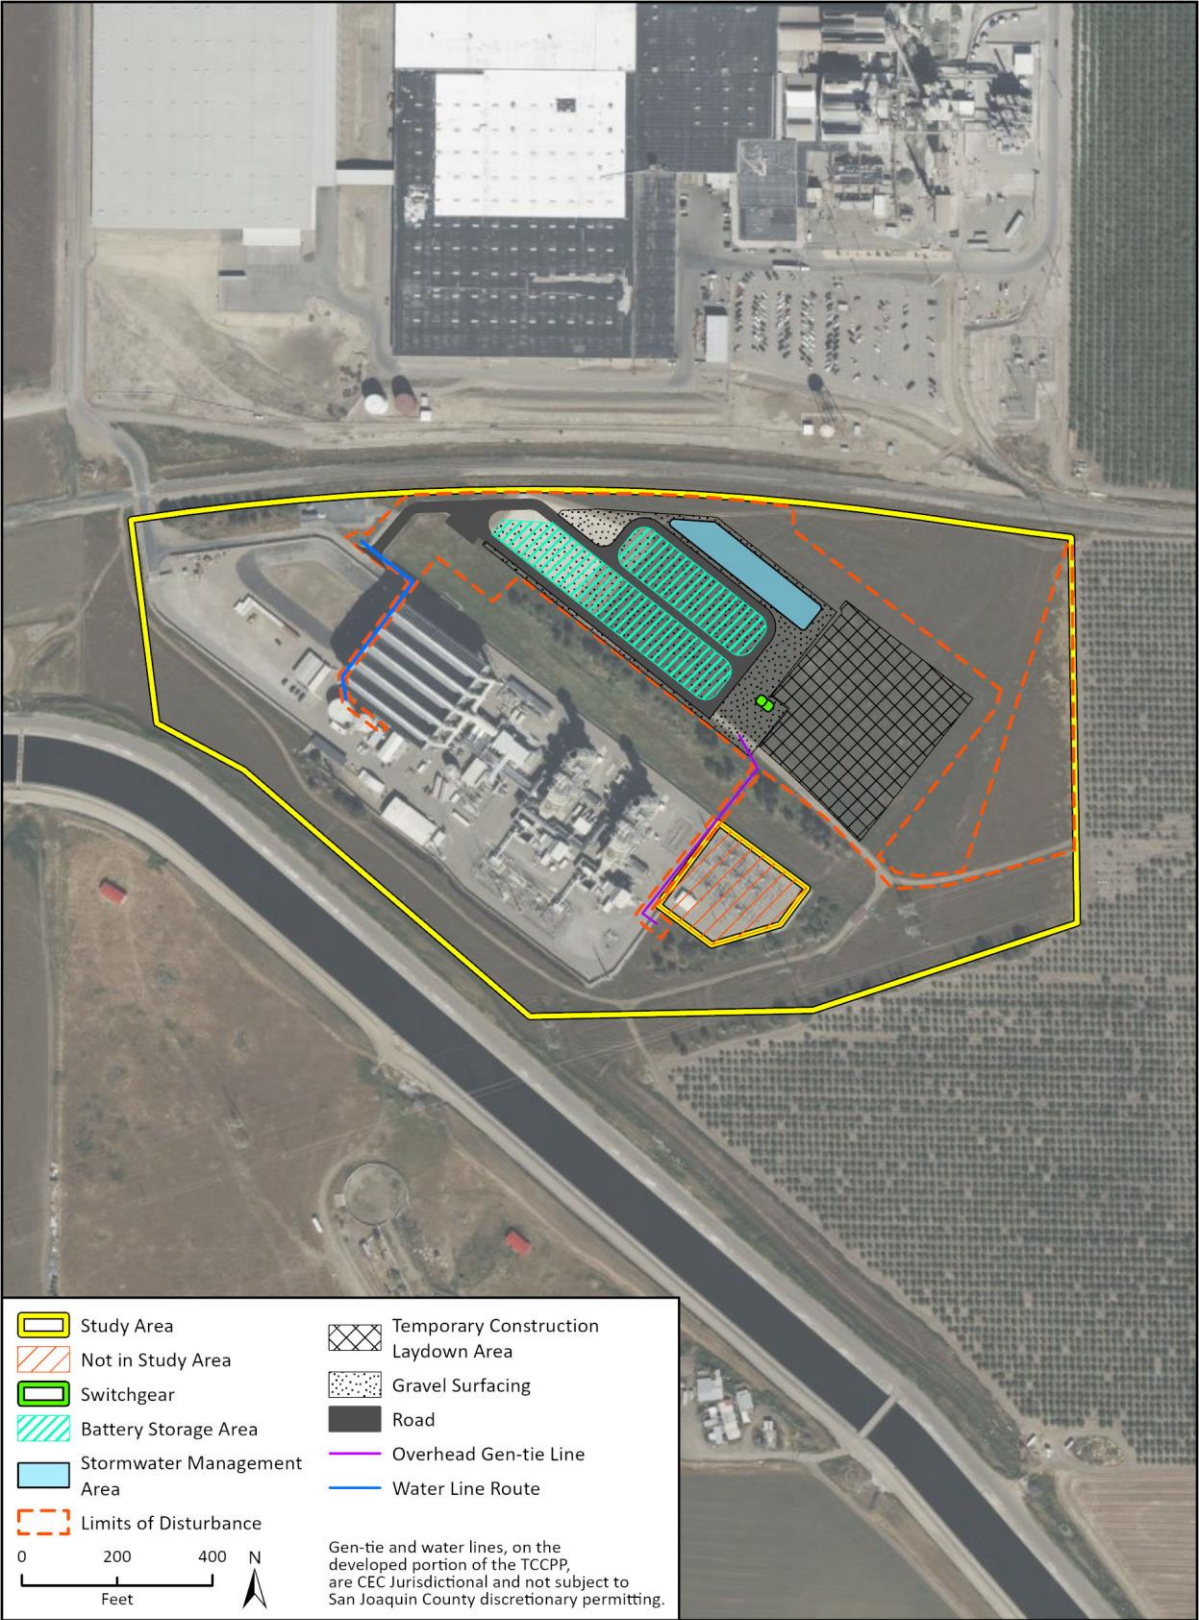 Study Area
Not in Study Area
Switchgear
Battery Storage Area
Stormwater Management
Area
Limits of Disturbance
0 200 400
Feet
N
Temporary Construction
Laydown Area
Gravel Surfacing
Road
Overhead Gen-tie Line
Water Line Route
Gen-tie and water lines, on the
developed portion of the TCCPP,
are CEC Jurisdictional and not subject to
San Joaquin County discretionary permitting.